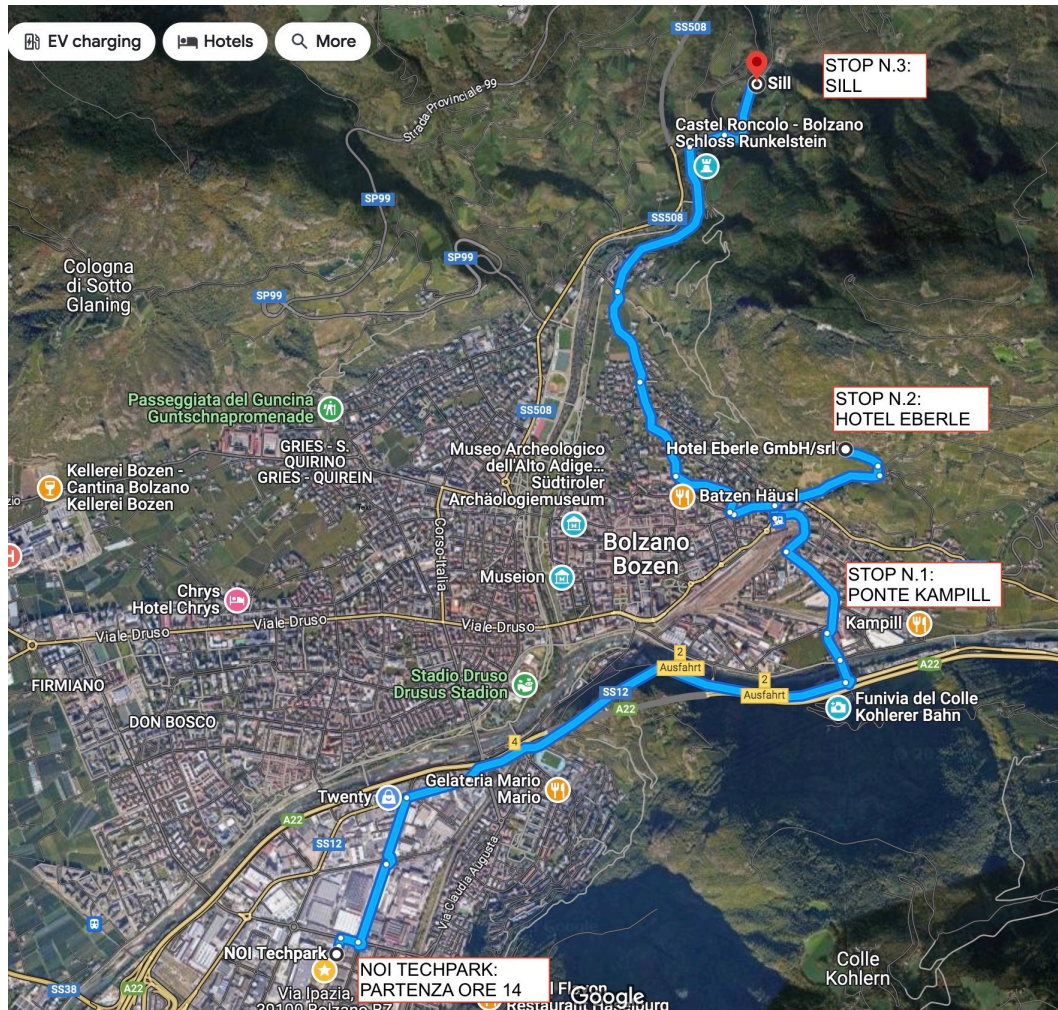 EV charging
Hotels
More
SS508
STOP N.3:
SILL
Sill
Strada Provinciale 99
Castel Roncolo - Bolzano
Schloss Runkelstein
SP99
SS508
SP99
Cologna
di Sotto
Glaning
SP99
Passeggiata del Guncina
Guntschnapromenade
SS508
STOP N.2:
HOTEL EBERLE
GRIES - S.
QUIRINO
GRIES - QUIREIN
Museo Archeologico
dell'Alto Adige...
Südtiroler
Archäologiemuseum
Hotel Eberle GmbH/srl
Kellerei Bozen -
Cantina Bolzano
Kellerei Bozen
Batzen Häusl
Corso Italia
Bolzano
Bozen
Museion
STOP N.1:
PONTE KAMPILL
Chrys
Hotel Chrys
Kampill
Viale Druso
Viale Druso
Viale Druso
2
Ausfahrt
A22
FIRMIANO
Stadio Druso
Drusus Stadion
SS12
2
Ausfahrt
A22
Funivia del Colle
Kohlerer Bahn
DON BOSCO
4
Gelateria Mario
Mario
Twenty
A22
SS12
Via Claudia Augusta
NOI Techpark
NOI TECHPARK:
PARTENZA ORE 14
Colle
Kohlern
SS38
A22
Via Ipazia,
39100 Bolzano BZ
Google
Restaurant